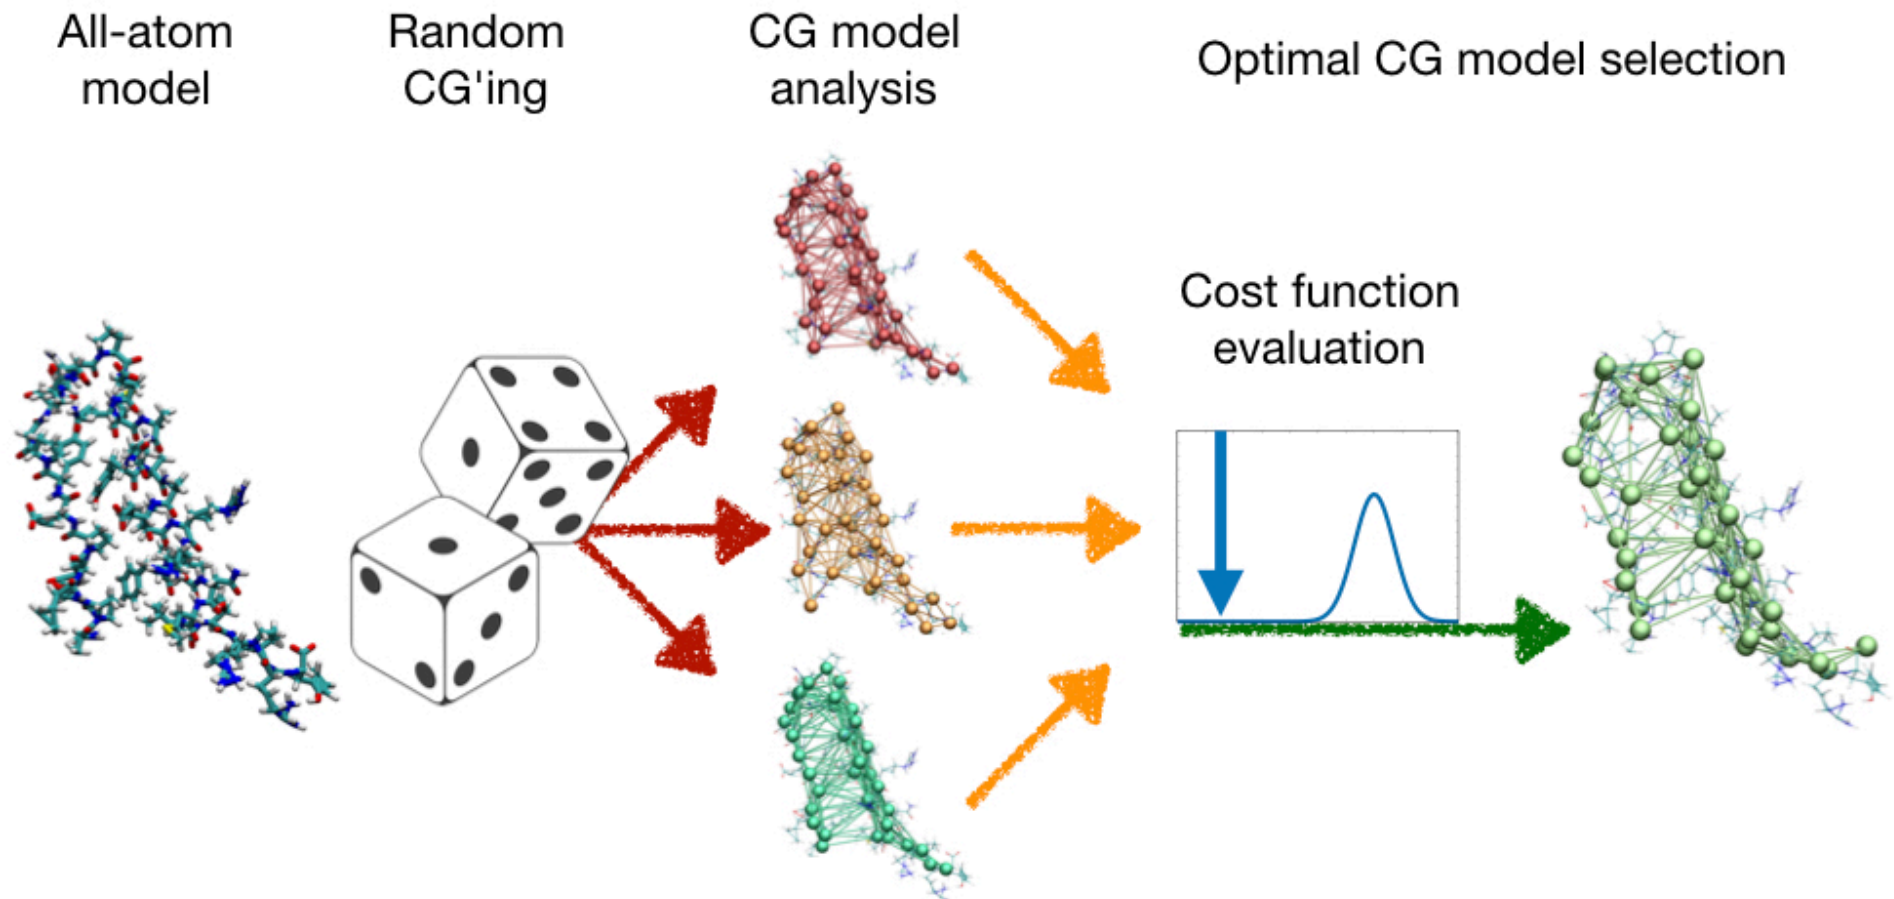 All-atom
model
Random
CG'ing
CG model
analysis
Optimal CG model selection
Cost function
evaluation